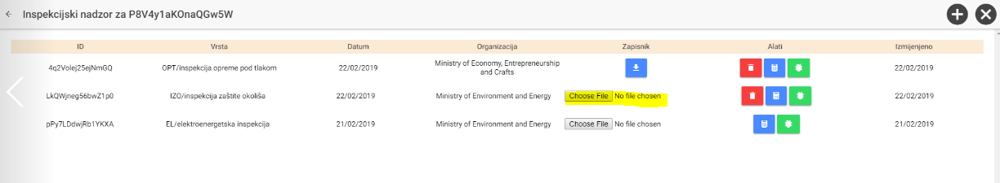 Inspekcijski nadzor za P8V4y1aKOnaQGw5W
ID Vrsta Datum Organizacija Zapisnik Alati Izmijenjeno
4q2Volej25ejNmGQ OPT/inspekcija opreme pod tlakom 22/02/2019 Ministry of Economy, Entrepreneurship 22/02/2019
and Crafts
LkQWjneg56bwZ1p0 IZO/inspekcija zaštite okoliša 22/02/2019 Ministry of Environment and Energy Choose File No file chosen 22/02/2019
pPy7LDdwjRb1YKXA EL/elektroenergetska inspekcija 21/02/2019 Ministry of Environment and Energy Choose File No file chosen 21/02/2019